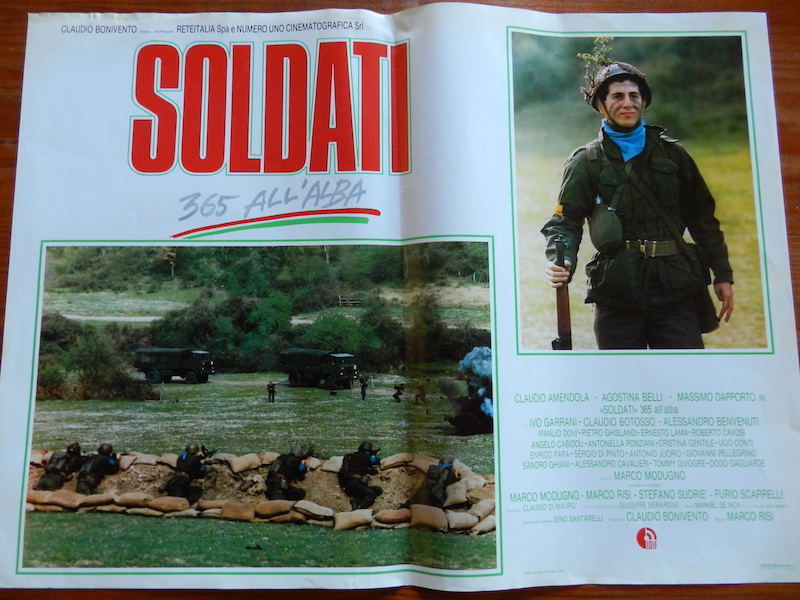 CLAUDIO BONIVENTO RETEITALIA Spa e NUMERO UNO CINEMATOGRAFICA Srl
SOLDATI
365 ALL'ALBA
CLAUDIO AMENDOLA · AGOSTINA BELLI · MASSIMO DAPPORTO IN
«SOLDATI» 365 all'alba
IVO GARRANI · CLAUDIO BOTOSSO · ALESSANDRO BENVENUTI
MANLIO DOVI · PIETRO GHISLANDI · ERNESTO LAMA · ROBERTO CAVOSI
ANGELO CABODU · ANTONELLA PONZIANI · CRISTINA GENTILE · UGO CONTI
ENRICO PAPA · SERGIO DI PINTO · ANTONIO JUORIO · GIOVANNI PELLEGRINO
SANDRO GHIANI · ALESSANDRO CAVALIERI · TOMMY GIVOGRE · DODO GAGLIARDE
MARCO MODUGNO
MARCO MODUGNO · MARCO RISI · STEFANO SUDRIE' · FURIO SCARPELLI
CLAUDIO DI MAURO GIUSEPPE BERARDINI MANUEL DE SICA
GINO SANTARELLI CLAUDIO BONIVENTO MARCO RISI